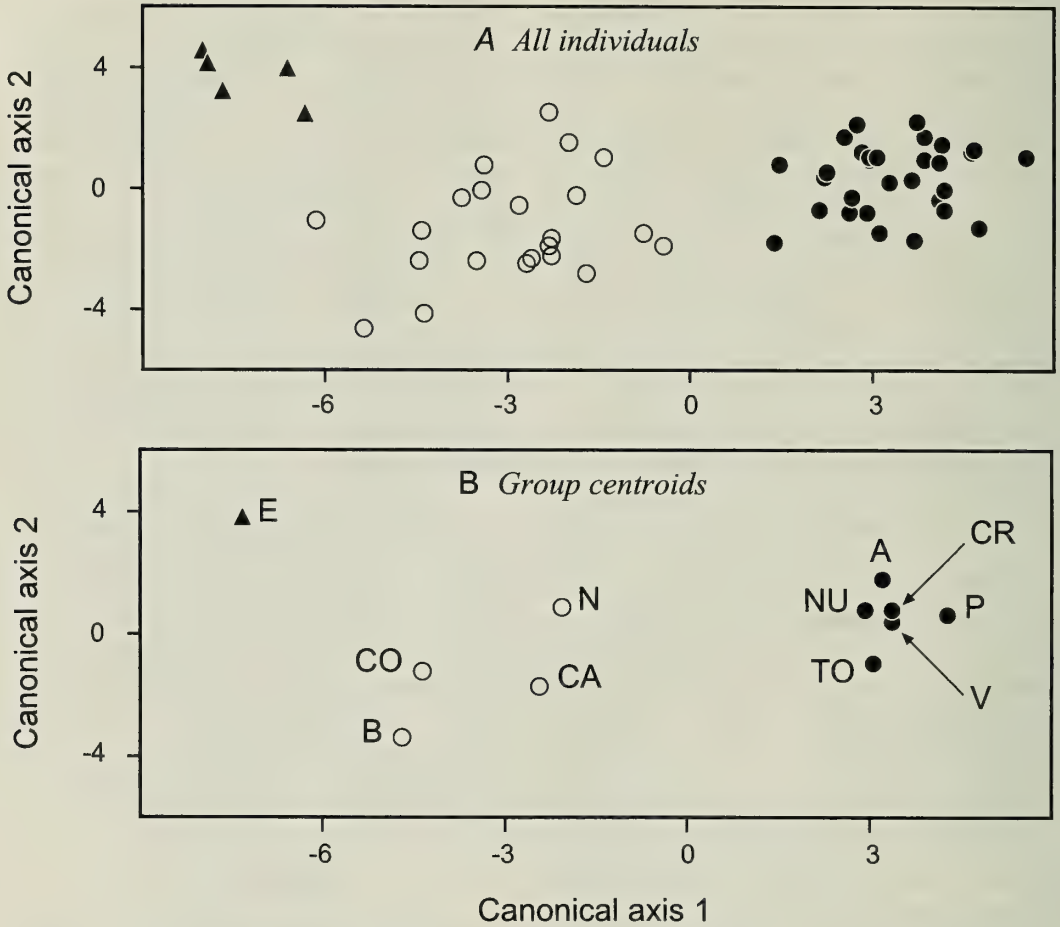 A All individuals
Canonical axis 2
4
0
-4
-6
-3
0
3
B Group centroids
Canonical axis 2
4
0
-4
E
N
CO
CA
B
A
CR
NU
P
TO
V
-6
-3
0
3
Canonical axis 1